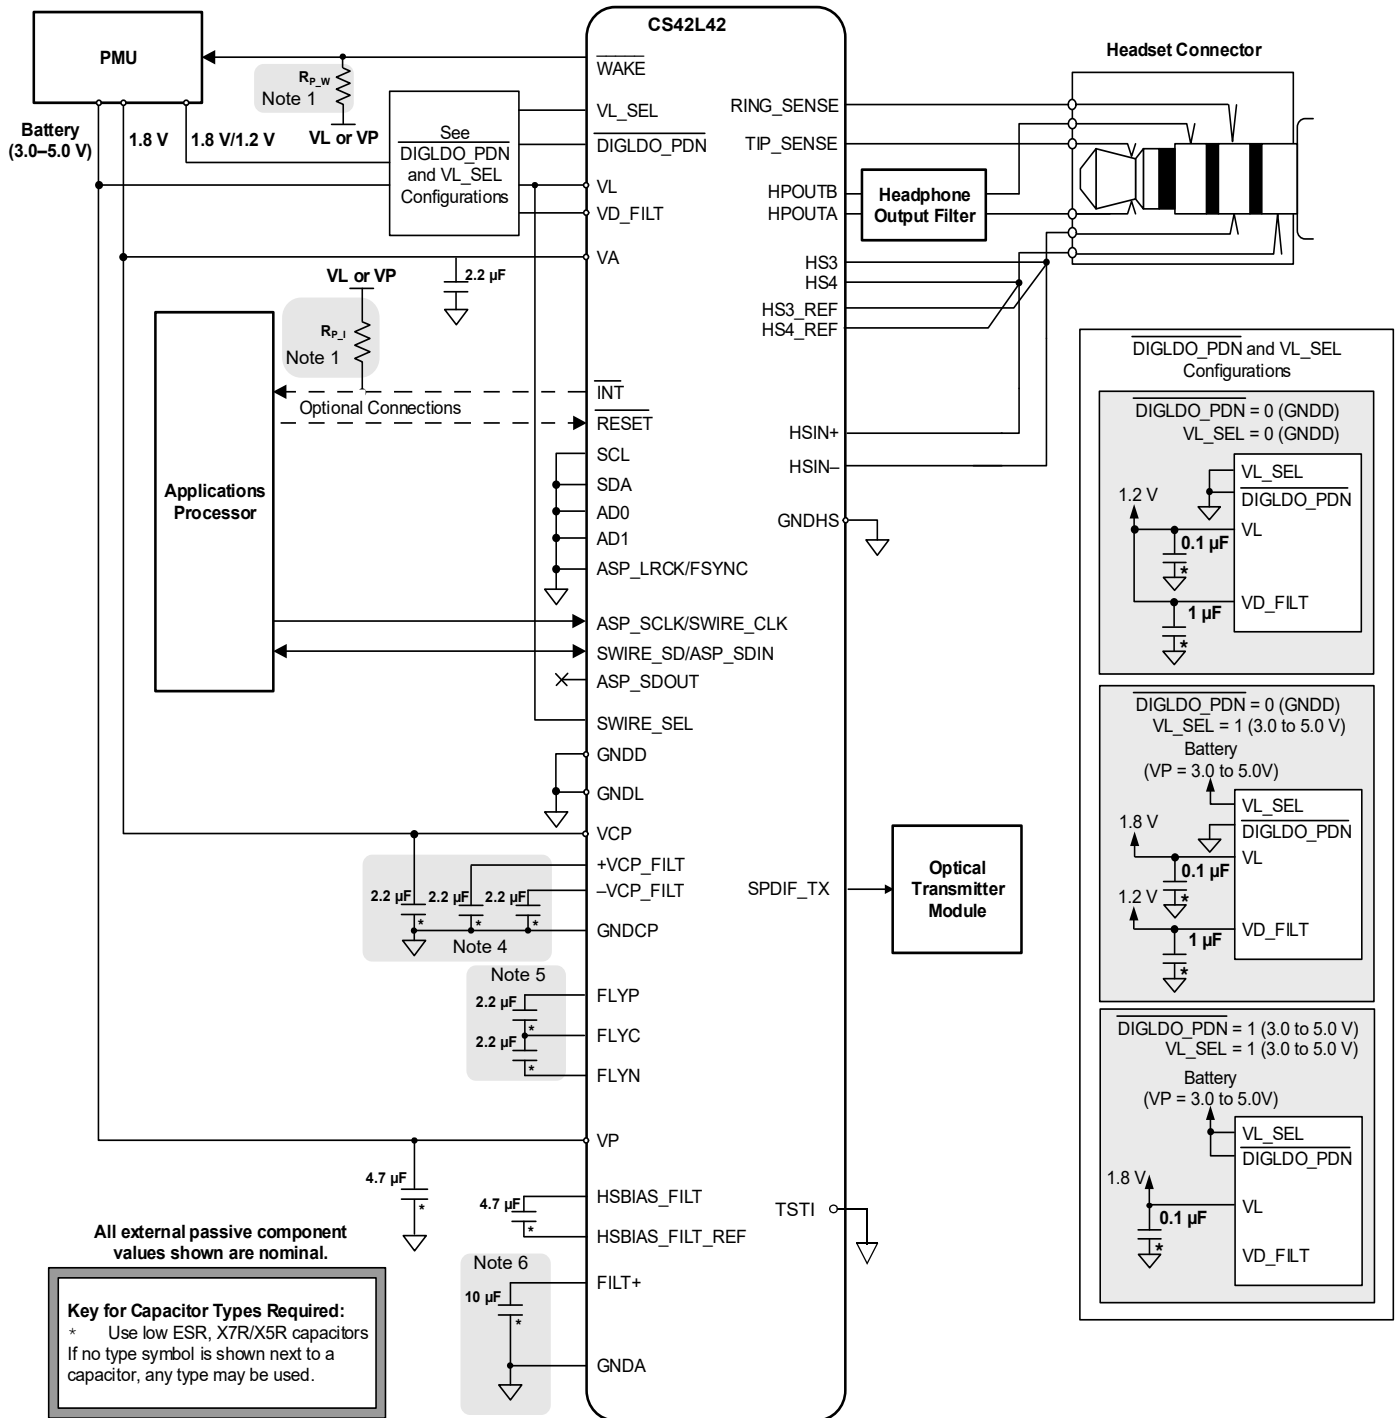 CS42L42
PMU
Battery
(3.0–5.0 V)
1.8 V
1.8 V/1.2 V
RP_W
Note 1
VL or VP
See
DIGLDO_PDN
and VL_SEL
Configurations
WAKE
VL_SEL
DIGLDO_PDN
VL
VD_FILT
VA
2.2 µF
VL or VP
RP_I
Note 1
Optional Connections
Applications
Processor
INT
RESET
SCL
SDA
AD0
AD1
ASP_LRCK/FSYNC
ASP_SCLK/SWIRE_CLK
SWIRE_SD/ASP_SDIN
ASP_SDOUT
SWIRE_SEL
GNDD
GNDL
VCP
+VCP_FILT
–VCP_FILT
GNDCP
2.2 µF
*
2.2 µF
*
2.2 µF
*
Note 4
Note 5
2.2 µF
*
2.2 µF
*
FLYP
FLYC
FLYN
VP
4.7 µF
*
4.7 µF
*
HSBIAS_FILT
HSBIAS_FILT_REF
Note 6
10 µF
*
FILT+
GNDA
RING_SENSE
TIP_SENSE
HPOUTB
HPOUTA
HS3
HS4
HS3_REF
HS4_REF
HSIN+
HSIN–
GNDHS
SPDIF_TX
TSTI
Headphone
Output Filter
Headset Connector
Optical
Transmitter
Module
DIGLDO_PDN and VL_SEL
Configurations
DIGLDO_PDN = 0 (GNDD)
VL_SEL = 0 (GNDD)
VL_SEL
DIGLDO_PDN
1.2 V
VL
0.1 µF
*
VD_FILT
1 µF
*
DIGLDO_PDN = 0 (GNDD)
VL_SEL = 1 (3.0 to 5.0 V)
Battery
(VP = 3.0 to 5.0V)
VL_SEL
DIGLDO_PDN
1.8 V
VL
0.1 µF
*
1.2 V
VD_FILT
1 µF
*
DIGLDO_PDN = 1 (3.0 to 5.0 V)
VL_SEL = 1 (3.0 to 5.0 V)
Battery
(VP = 3.0 to 5.0V)
VL_SEL
DIGLDO_PDN
1.8 V
VL
0.1 µF
*
VD_FILT
All external passive component
values shown are nominal.
Key for Capacitor Types Required:
* Use low ESR, X7R/X5R capacitors
If no type symbol is shown next to a
capacitor, any type may be used.